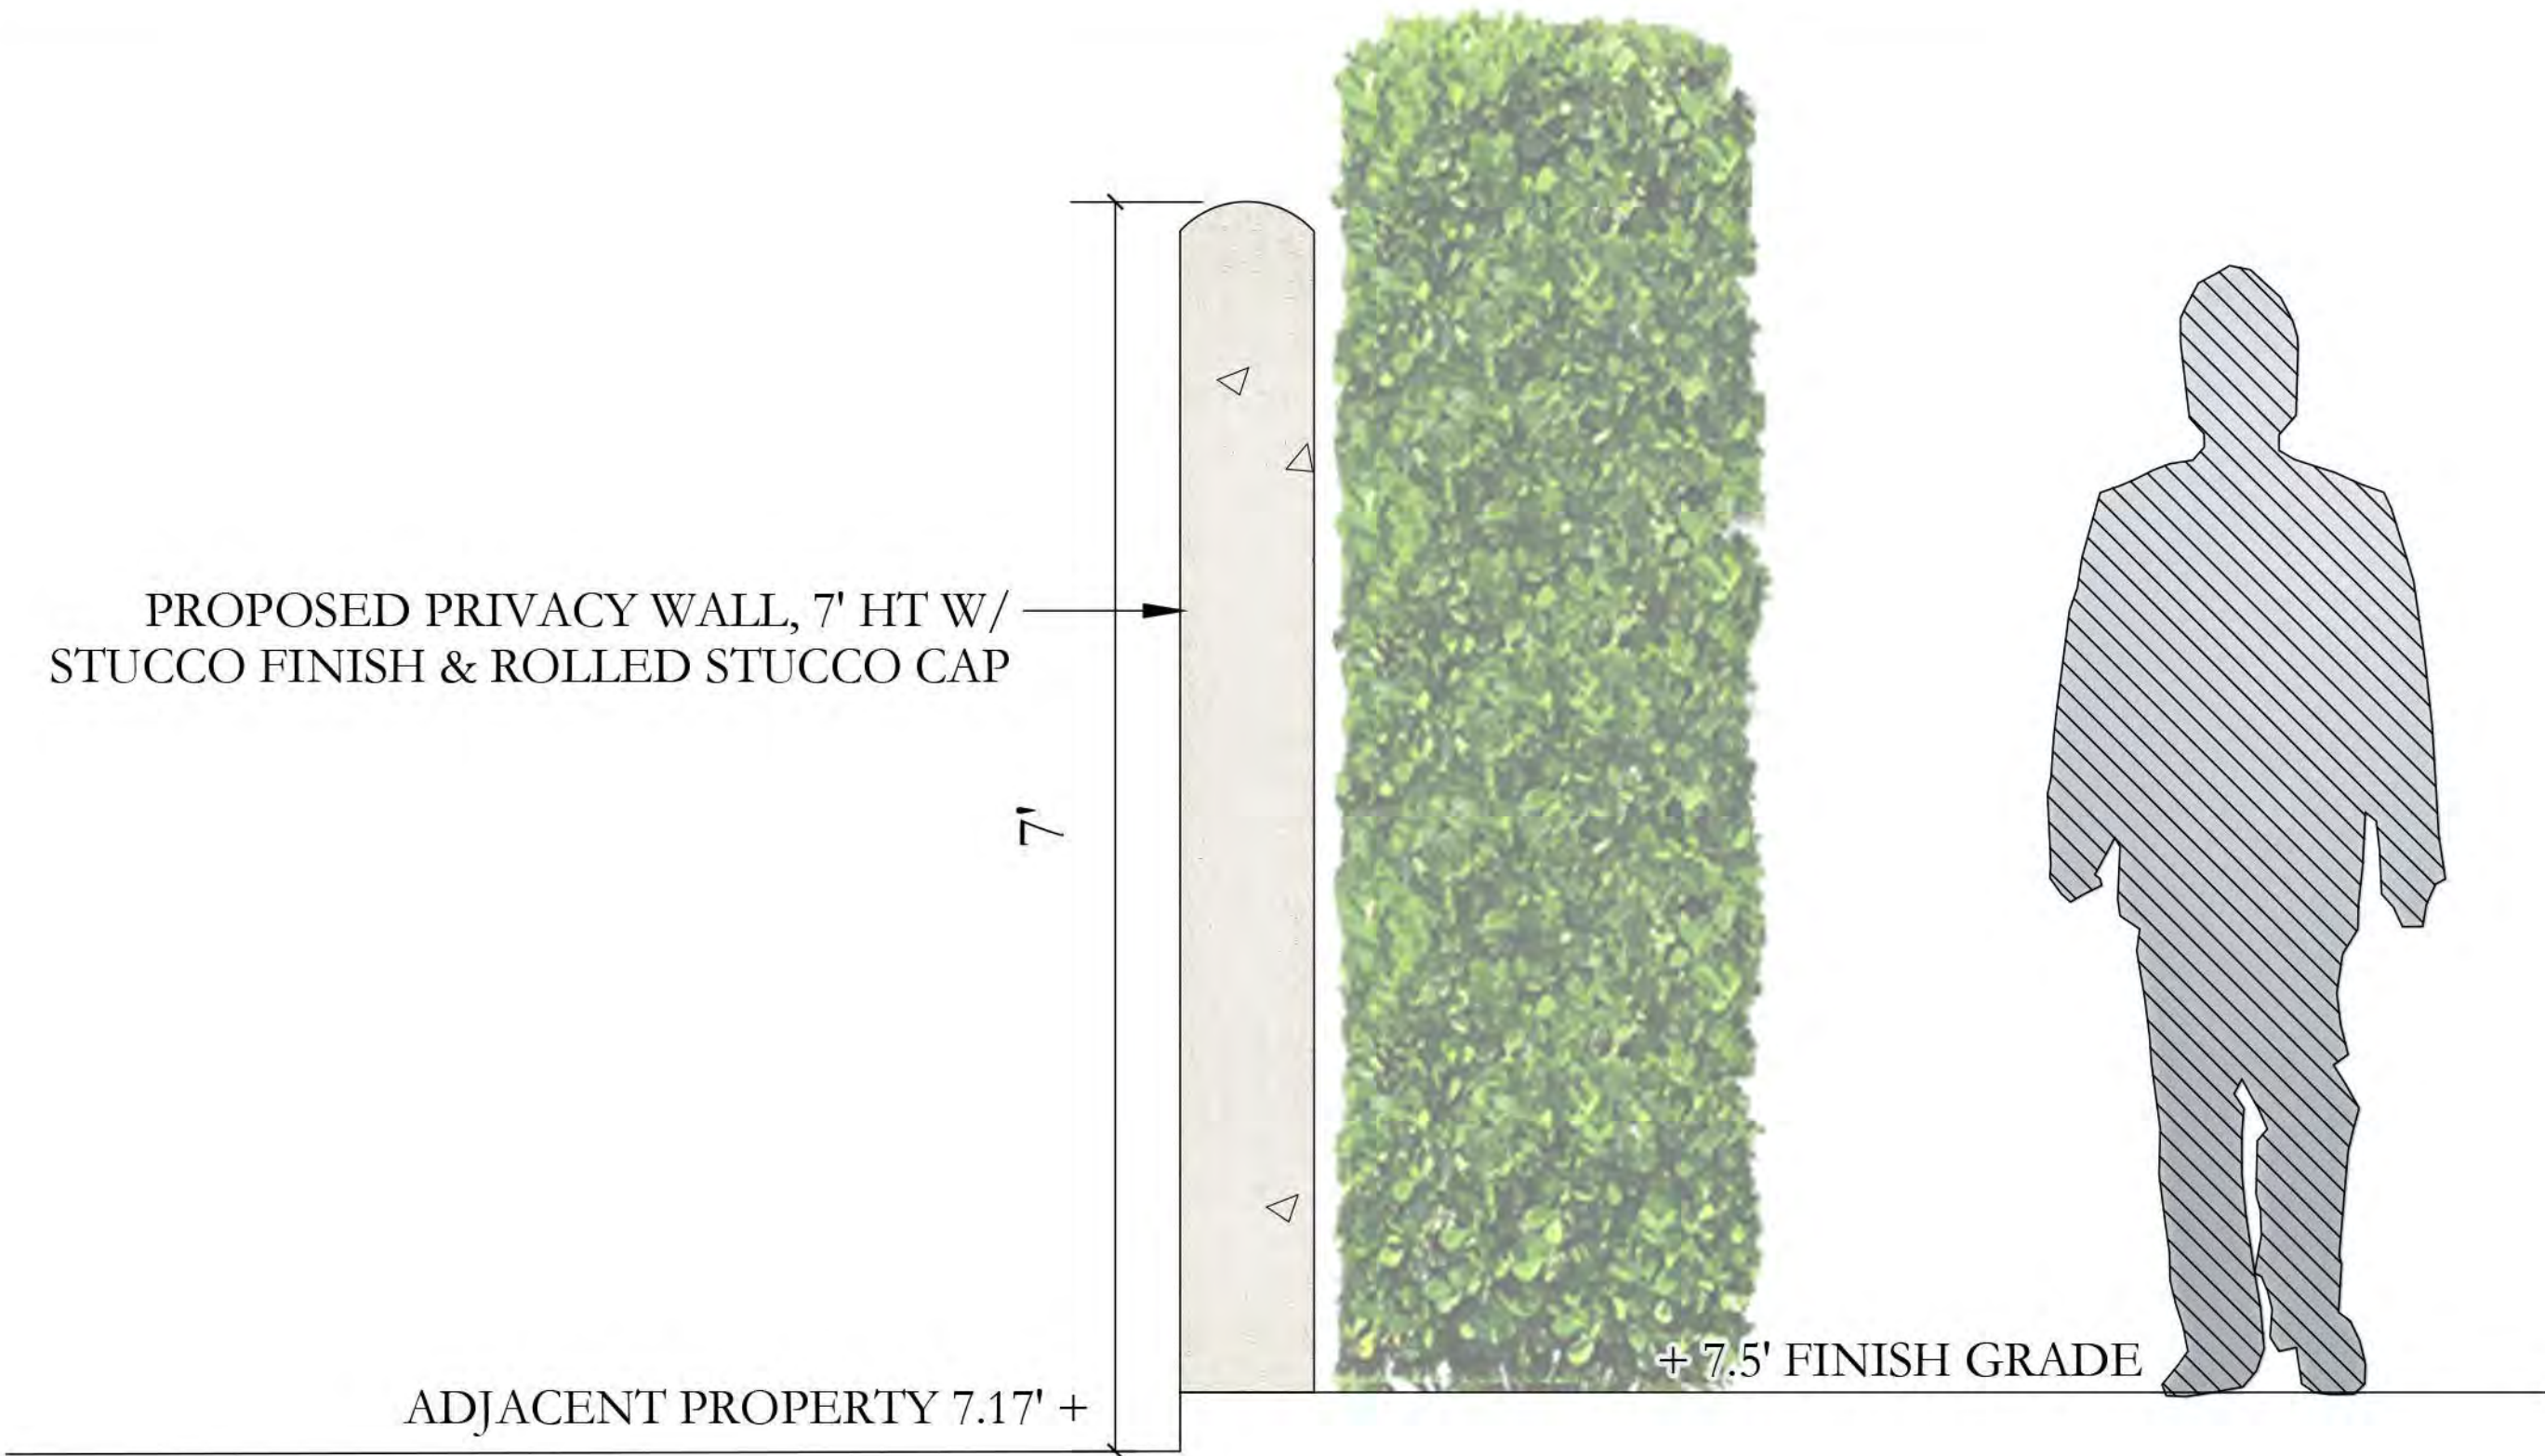 PROPOSED PRIVACY WALL, 7' HT W/
STUCCO FINISH & ROLLED STUCCO CAP
7'
+ 7.5' FINISH GRADE
ADJACENT PROPERTY 7.17' +